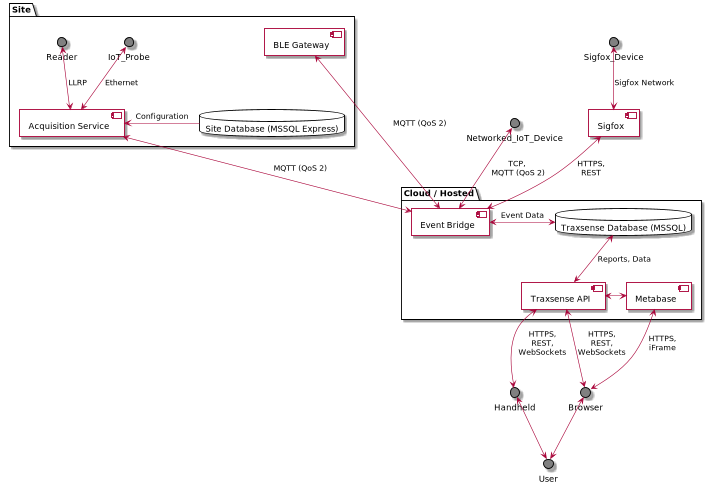 Site
BLE Gateway
Reader
IoT_Probe
Sigfox_Device
LLRP
Ethernet
Sigfox Network
Configuration
MQTT (QoS 2)
Acquisition Service
Site Database (MSSQL Express)
Sigfox
Networked_IoT_Device
MQTT (QoS 2)
TCP,
MQTT (QoS 2)
HTTPS,
REST
Cloud / Hosted
Event Bridge
Event Data
Traxsense Database (MSSQL)
Reports, Data
Traxsense API
Metabase
HTTPS,
REST,
WebSockets
HTTPS,
REST,
WebSockets
HTTPS,
iFrame
Handheld
Browser
User